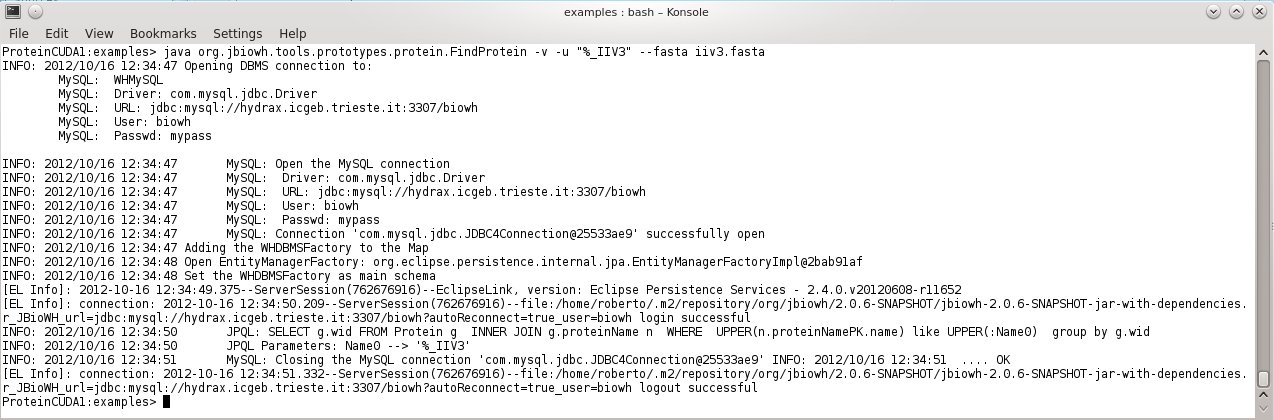 examples : bash – Konsole
File Edit View Bookmarks Settings Help
ProteinCUDA1:examples> java org.jbiowh.tools.prototypes.protein.FindProtein -v -u "%_IIV3" --fasta iiv3.fasta
INFO: 2012/10/16 12:34:47 Opening DBMS connection to:
MySQL:  WHMySQL
MySQL:  Driver: com.mysql.jdbc.Driver
MySQL:  URL: jdbc:mysql://hydrax.icgeb.trieste.it:3307/biowh
MySQL:  User: biowh
MySQL:  Passwd: mypass
INFO: 2012/10/16 12:34:47       MySQL: Open the MySQL connection
INFO: 2012/10/16 12:34:47       MySQL:  Driver: com.mysql.jdbc.Driver
INFO: 2012/10/16 12:34:47       MySQL:  URL: jdbc:mysql://hydrax.icgeb.trieste.it:3307/biowh
INFO: 2012/10/16 12:34:47       MySQL:  User: biowh
INFO: 2012/10/16 12:34:47       MySQL:  Passwd: mypass
INFO: 2012/10/16 12:34:47       MySQL: Connection 'com.mysql.jdbc.JDBC4Connection@25533ae9' successfully open
INFO: 2012/10/16 12:34:47 Adding the WHDBMSFactory to the Map
INFO: 2012/10/16 12:34:48 Open EntityManagerFactory: org.eclipse.persistence.internal.jpa.EntityManagerFactoryImpl@2bab91af
INFO: 2012/10/16 12:34:48 Set the WHDBMSFactory as main schema
[EL Info]: 2012-10-16 12:34:49.375--ServerSession(762676916)--EclipseLink, version: Eclipse Persistence Services - 2.4.0.v20120608-r11652
[EL Info]: connection: 2012-10-16 12:34:50.209--ServerSession(762676916)--file:/home/roberto/.m2/repository/org/jbiowh/2.0.6-SNAPSHOT/jbiowh-2.0.6-SNAPSHOT-jar-with-dependencies.
r_JBioWH_url=jdbc:mysql://hydrax.icgeb.trieste.it:3307/biowh?autoReconnect=true_user=biowh login successful
INFO: 2012/10/16 12:34:50       JPQL: SELECT g.wid FROM Protein g  INNER JOIN g.proteinName n  WHERE  UPPER(n.proteinNamePK.name) like UPPER(:Name0)  group by g.wid
INFO: 2012/10/16 12:34:50       JPQL Parameters: Name0 --> '%_IIV3'
INFO: 2012/10/16 12:34:51       MySQL: Closing the MySQL connection 'com.mysql.jdbc.JDBC4Connection@25533ae9' INFO: 2012/10/16 12:34:51  .... OK
[EL Info]: connection: 2012-10-16 12:34:51.332--ServerSession(762676916)--file:/home/roberto/.m2/repository/org/jbiowh/2.0.6-SNAPSHOT/jbiowh-2.0.6-SNAPSHOT-jar-with-dependencies.
r_JBioWH_url=jdbc:mysql://hydrax.icgeb.trieste.it:3307/biowh?autoReconnect=true_user=biowh logout successful
ProteinCUDA1:examples>